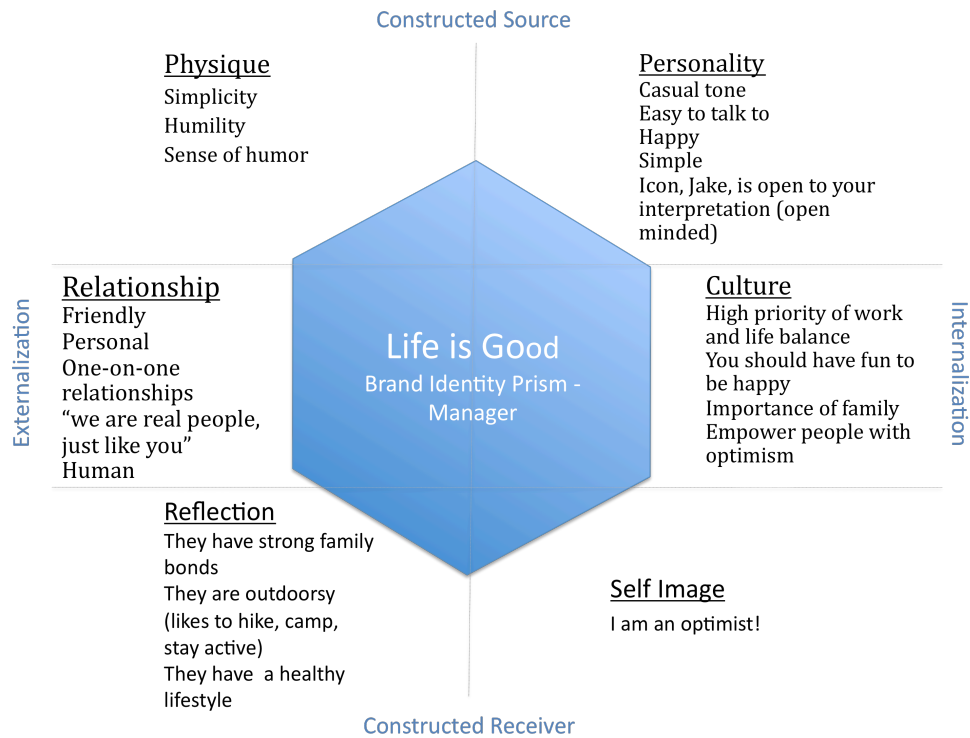 Constructed Source
Physique
Simplicity
Humility
Sense of humor
Personality
Casual tone
Easy to talk to
Happy
Simple
Icon, Jake, is open to your
interpretation (open
minded)
Externalization
Relationship
Friendly
Personal
One-on-one
relationships
“we are real people,
just like you”
Human
Life is Good
Brand Identity Prism -
Manager
Culture
High priority of work
and life balance
You should have fun to
be happy
Importance of family
Empower people with
optimism
Internalization
Reflection
They have strong family
bonds
They are outdoorsy
(likes to hike, camp,
stay active)
They have  a healthy
lifestyle
Self Image
I am an optimist!
Constructed Receiver